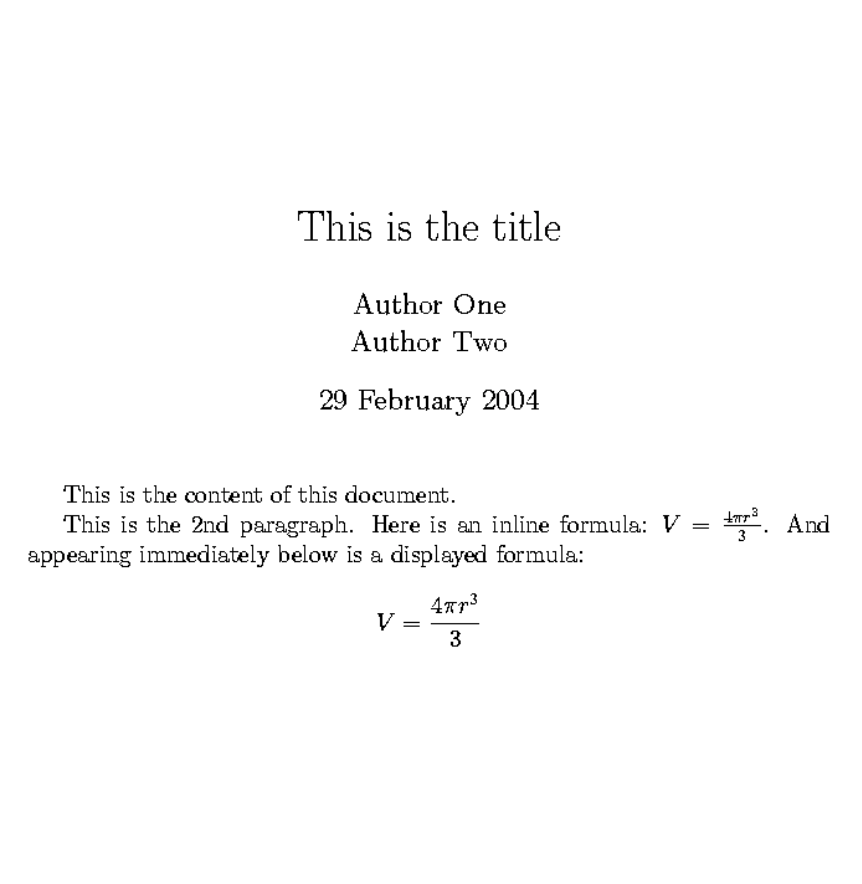 This is the title
Author One
Author Two
29 February 2004
This is the content of this document.
This is the 2nd paragraph. Here is an inline formula: $V = \frac{4\pi r^3}{3}$. And
appearing immediately below is a displayed formula:
$V = \frac{4\pi r^3}{3}$